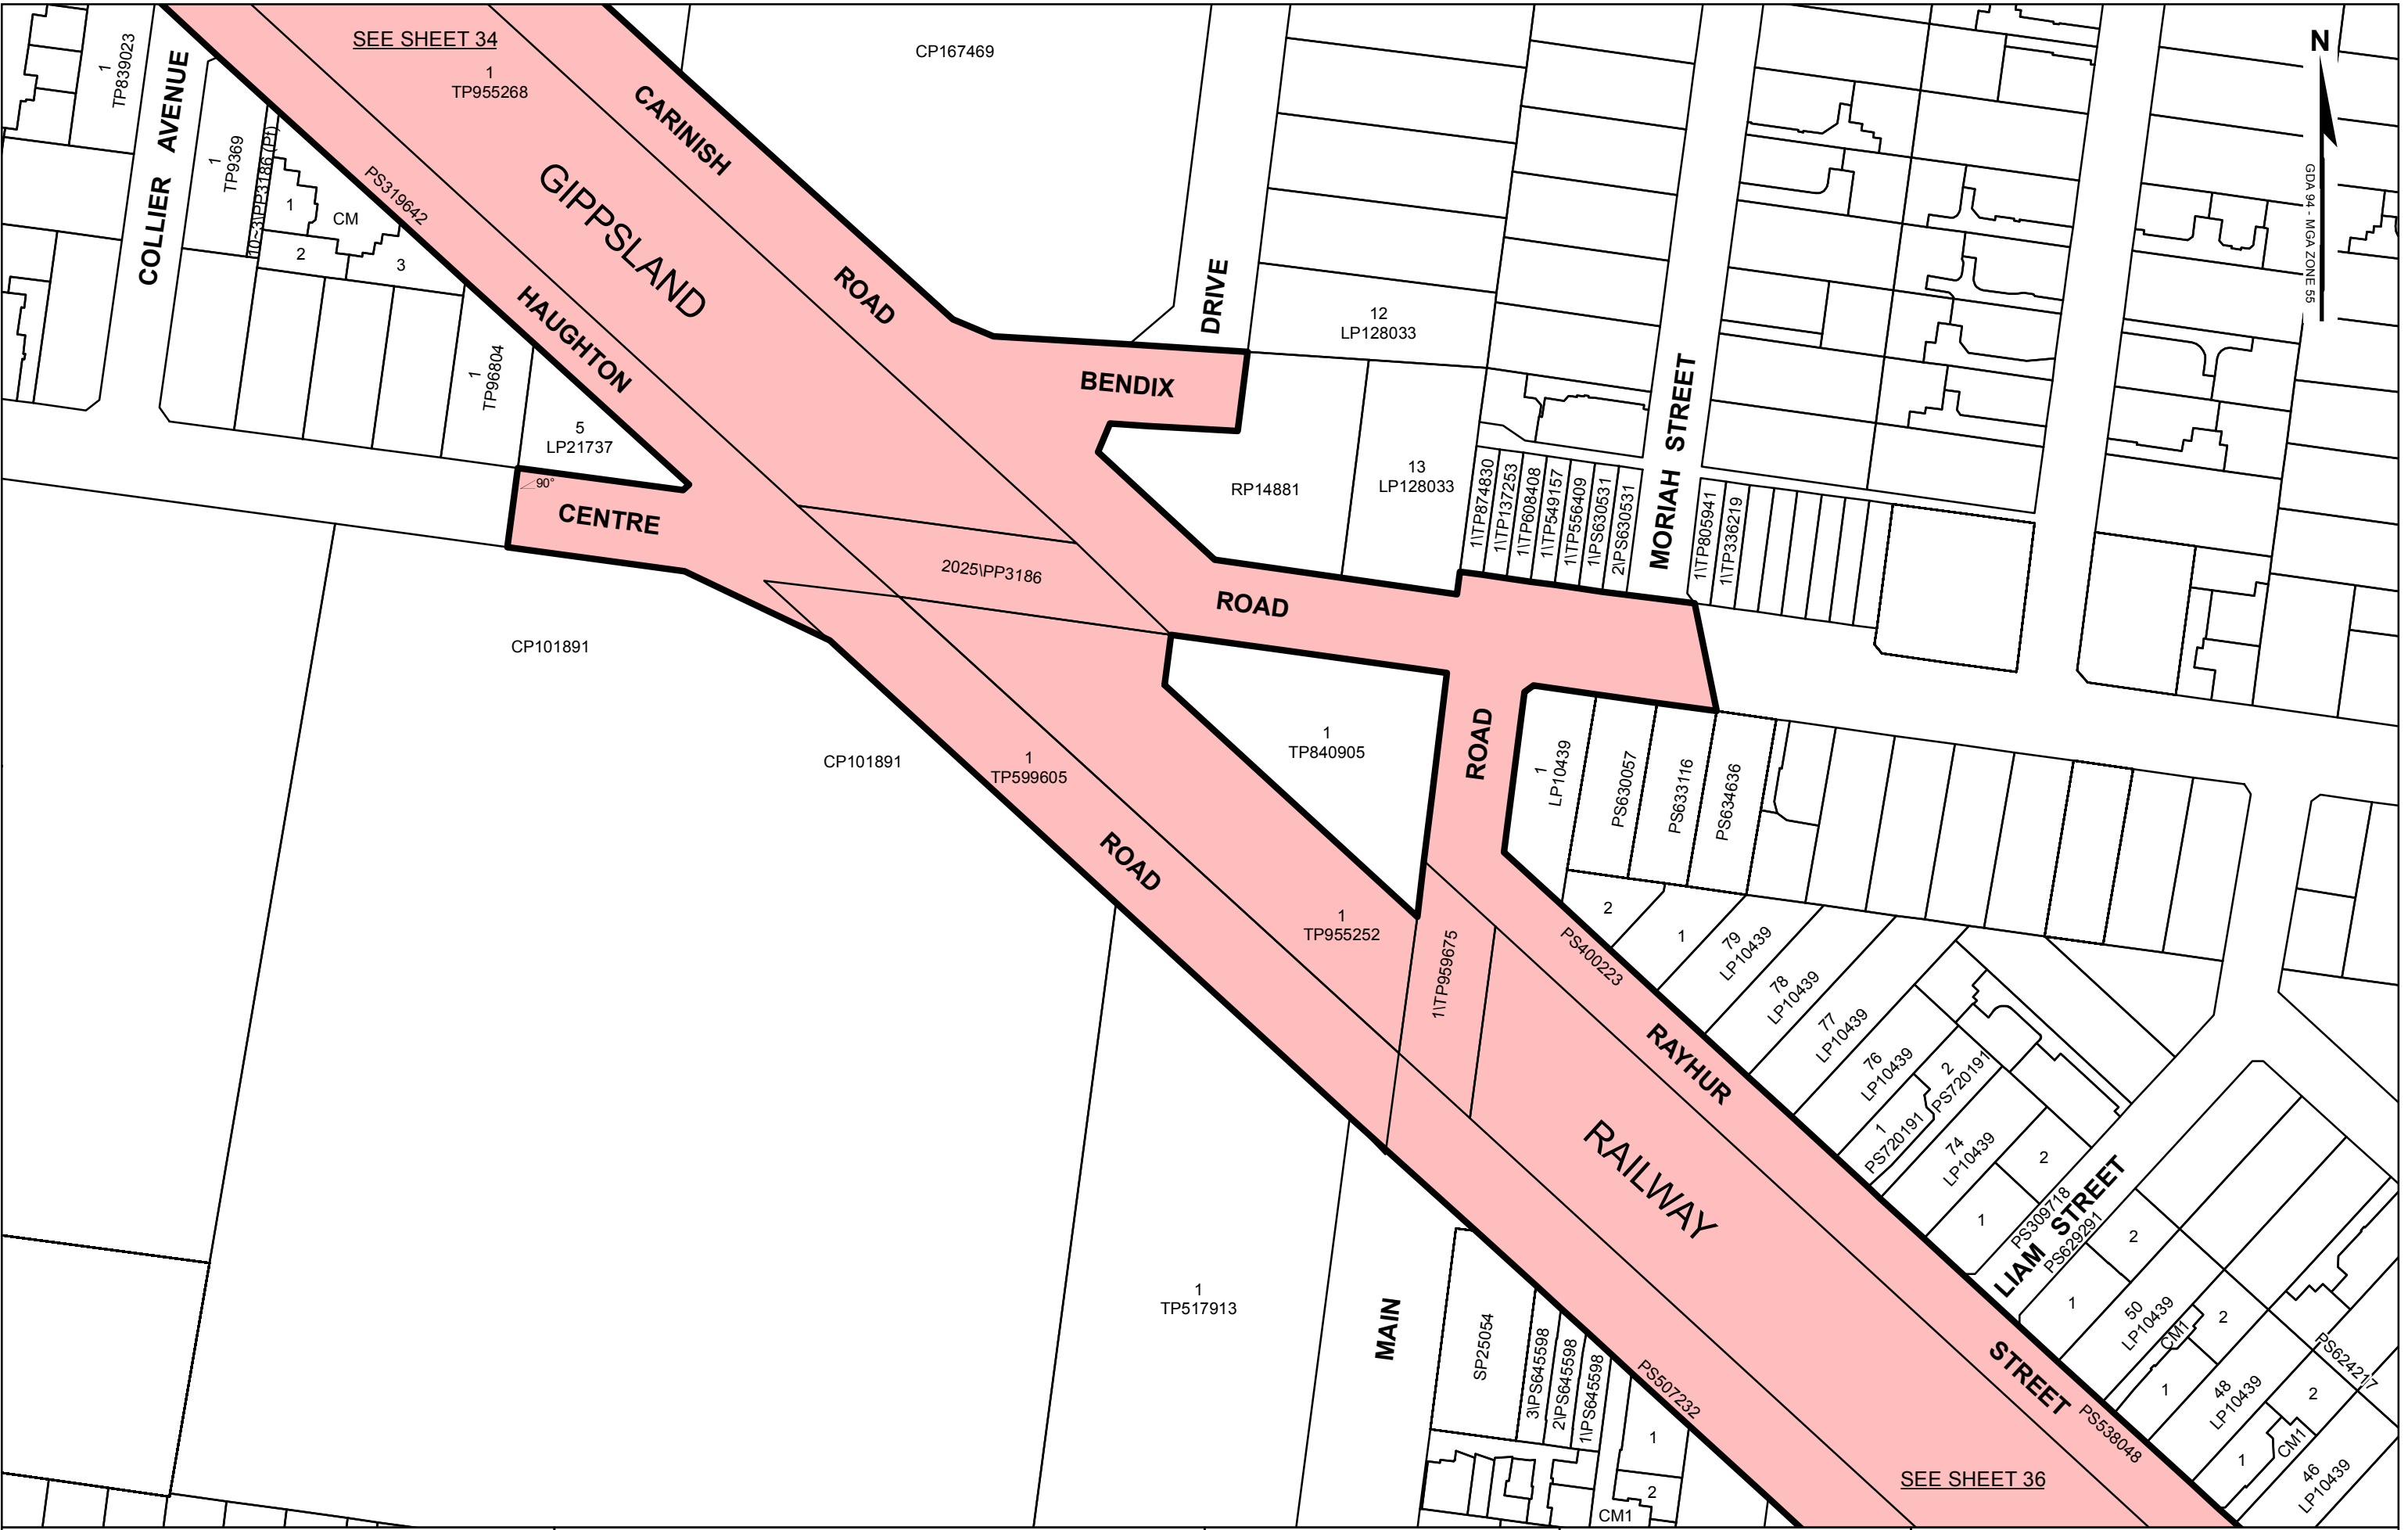 SEE SHEET 34
1
TP955268
CP167469
N
GDA 94 - MGA ZONE 55
1
TP839023
COLLIER AVENUE
1
TP9369
10~3\PP3186 (Pt)
1
CM
2
3
PS319642
CARINISH
ROAD
GIPPSLAND
HAUGHTON
DRIVE
BENDIX
12
LP128033
1
TP96804
5
LP21737
90°
CENTRE
RP14881
13
LP128033
1\TP874830
1\TP137253
1\TP608408
1\TP549157
1\TP556409
1\PS630531
2\PS630531
MORIAH STREET
1\TP805941
1\TP336219
2025\PP3186
ROAD
CP101891
CP101891
1
TP599605
1
TP840905
ROAD
1
LP10439
PS630057
PS633116
PS634636
ROAD
1
TP955252
1\TP959675
2
1
PS400223
79
LP10439
78
LP10439
77
LP10439
76
LP10439
2
PS720191
1
PS720191
74
LP10439
2
1
RAYHUR
RAILWAY
PS309718
LIAM STREET
PS629291
2
1
50
LP10439
CM1
2
1
48
LP10439
PS624217
2
CM1
1
46
LP10439
STREET
PS538048
1
TP517913
MAIN
SP25054
3\PS645598
2\PS645598
1\PS645598
PS507232
1
2
CM1
SEE SHEET 36